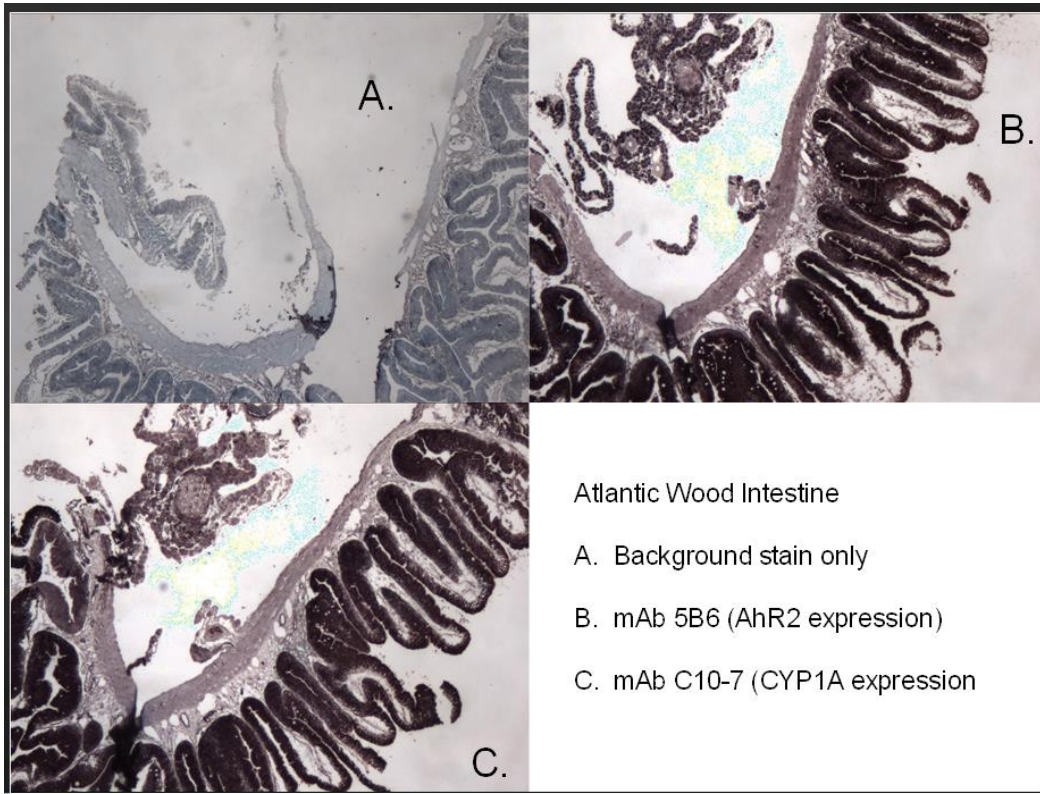 A.
B.
C.
Atlantic Wood Intestine
A. Background stain only
B. mAb 5B6 (AhR2 expression)
C. mAb C10-7 (CYP1A expression